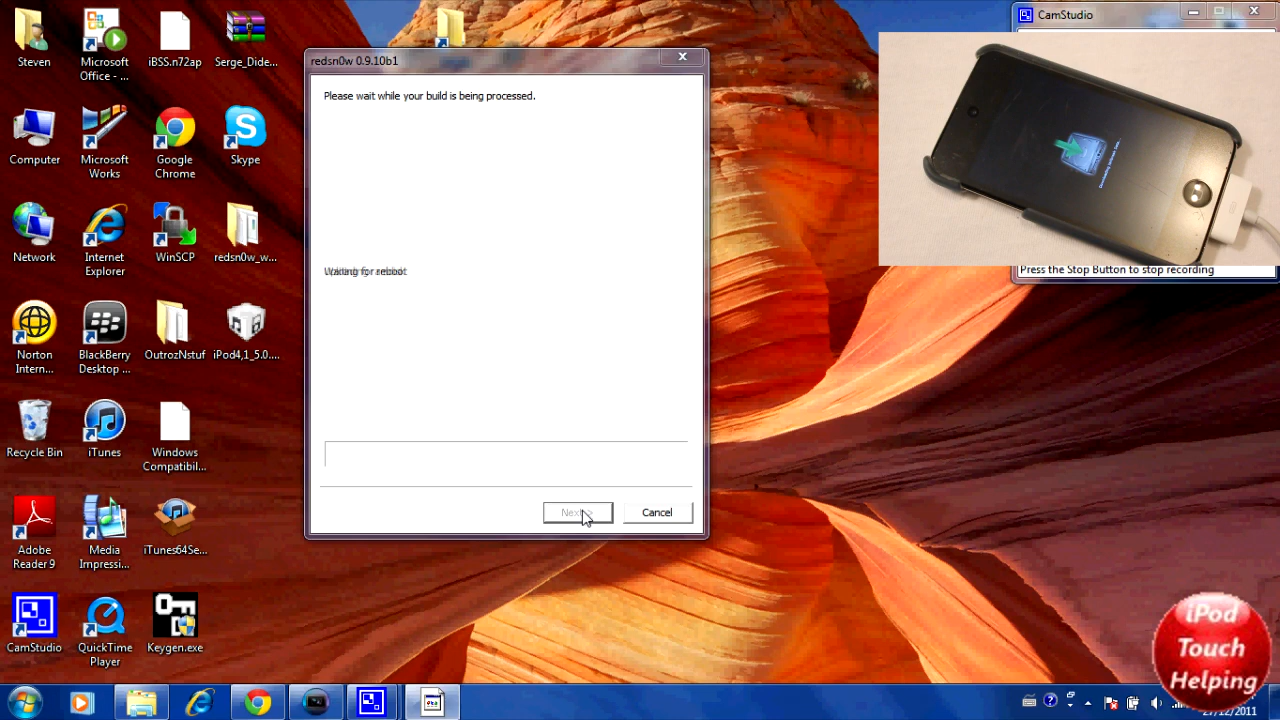 Steven
Microsoft
Office - ...
iBSS.n72ap
Serge_Dide...
Computer
Microsoft
Works
Google
Chrome
Skype
Network
Internet
Explorer
WinSCP
redsn0w_w...
Norton
Intern...
BlackBerry
Desktop ...
OutrozNstuf
iPod4,1_5.0....
Recycle Bin
iTunes
Windows
Compatibil...
Adobe
Reader 9
Media
Impressi...
iTunes64Se...
CamStudio
QuickTime
Player
Keygen.exe
redsn0w 0.9.10b1
Please wait while your build is being processed.
Waiting for reboot
Next >
Cancel
CamStudio
Press the Stop Button to stop recording
iPod
Touch
Helping
27/12/2011